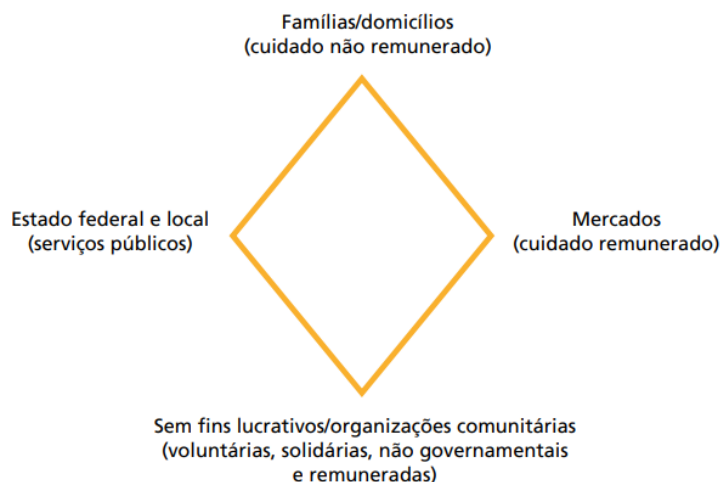 Famílias/domicílios
(cuidado não remunerado)
Estado federal e local
(serviços públicos)
Mercados
(cuidado remunerado)
Sem fins lucrativos/organizações comunitárias
(voluntárias, solidárias, não governamentais
e remuneradas)